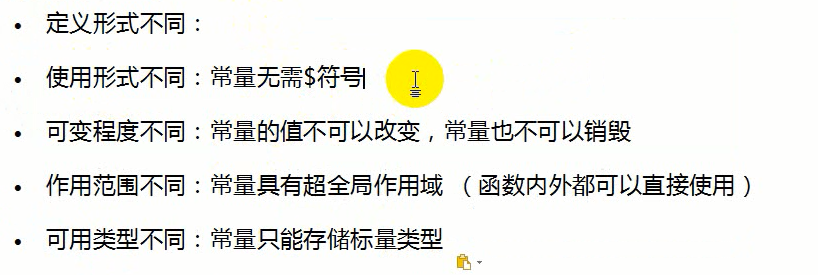 • 定义形式不同：
• 使用形式不同：常量无需$符号
• 可变程度不同：常量的值不可以改变，常量也不可以销毁
• 作用范围不同：常量具有超全局作用域 （函数内外都可以直接使用）
• 可用类型不同：常量只能存储标量类型